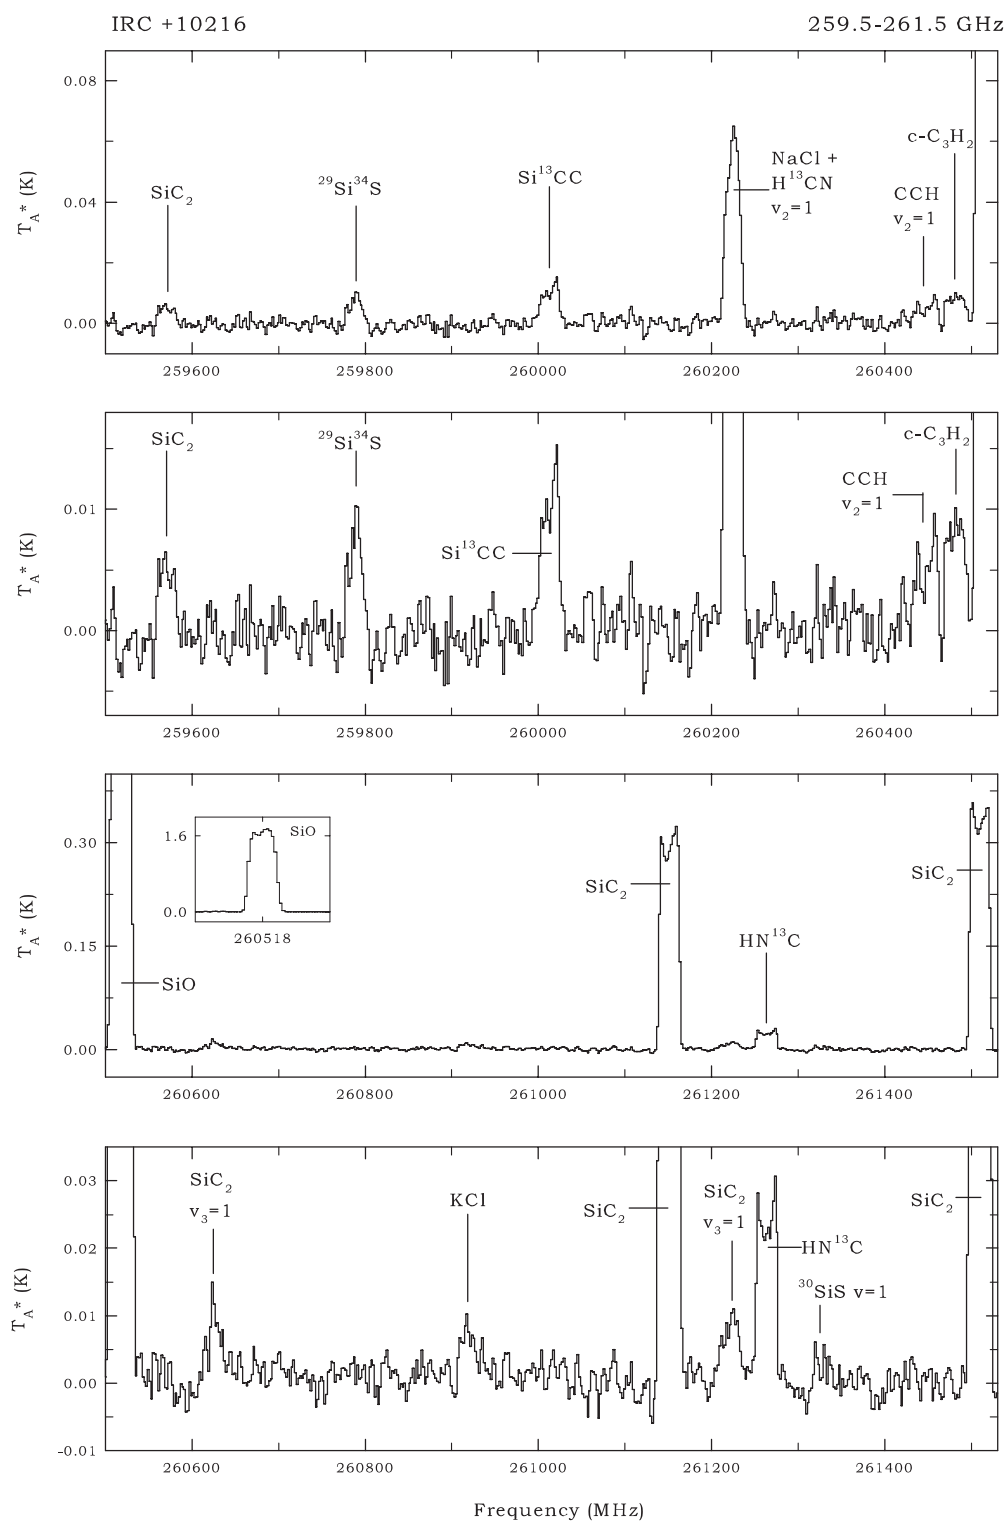 IRC +10216 259.5-261.5 GHz
T_A* (K)
0.08
0.04
0.00
SiC₂
²⁹Si³⁴S
Si¹³CC
NaCl +
H¹³CN
v₂=1
CCH
v₂=1
c-C₃H₂
259600 259800 260000 260200 260400
T_A* (K)
0.01
0.00
SiC₂
²⁹Si³⁴S
Si¹³CC
CCH
v₂=1
c-C₃H₂
259600 259800 260000 260200 260400
T_A* (K)
0.30
0.15
0.00
SiO
1.6
0.0
SiO
260518
SiC₂
HN¹³C
SiC₂
260600 260800 261000 261200 261400
T_A* (K)
0.03
0.02
0.01
0.00
-0.01
SiC₂
v₃=1
KCl
SiC₂
SiC₂
v₃=1
HN¹³C
³⁰SiS v=1
SiC₂
260600 260800 261000 261200 261400
Frequency (MHz)